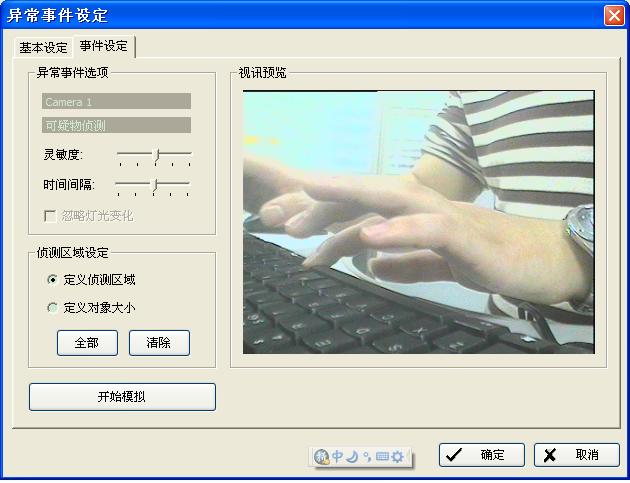 异常事件设定
基本设定
事件设定
异常事件选项
Camera 1
可疑物侦测
灵敏度:
时间间隔:
忽略灯光变化
侦测区域设定
定义侦测区域
定义对象大小
全部
清除
开始模拟
视讯预览
中
确定
取消